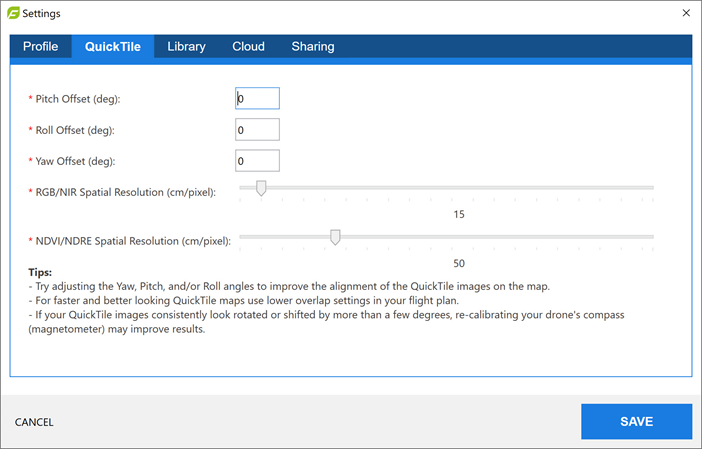 Settings
Profile QuickTile Library Cloud Sharing
* Pitch Offset (deg): 0
* Roll Offset (deg): 0
* Yaw Offset (deg): 0
* RGB/NIR Spatial Resolution (cm/pixel):
15
* NDVI/NDRE Spatial Resolution (cm/pixel):
50
Tips:
- Try adjusting the Yaw, Pitch, and/or Roll angles to improve the alignment of the QuickTile images on the map.
- For faster and better looking QuickTile maps use lower overlap settings in your flight plan.
- If your QuickTile images consistently look rotated or shifted by more than a few degrees, re-calibrating your drone's compass
(magnetometer) may improve results.
CANCEL SAVE